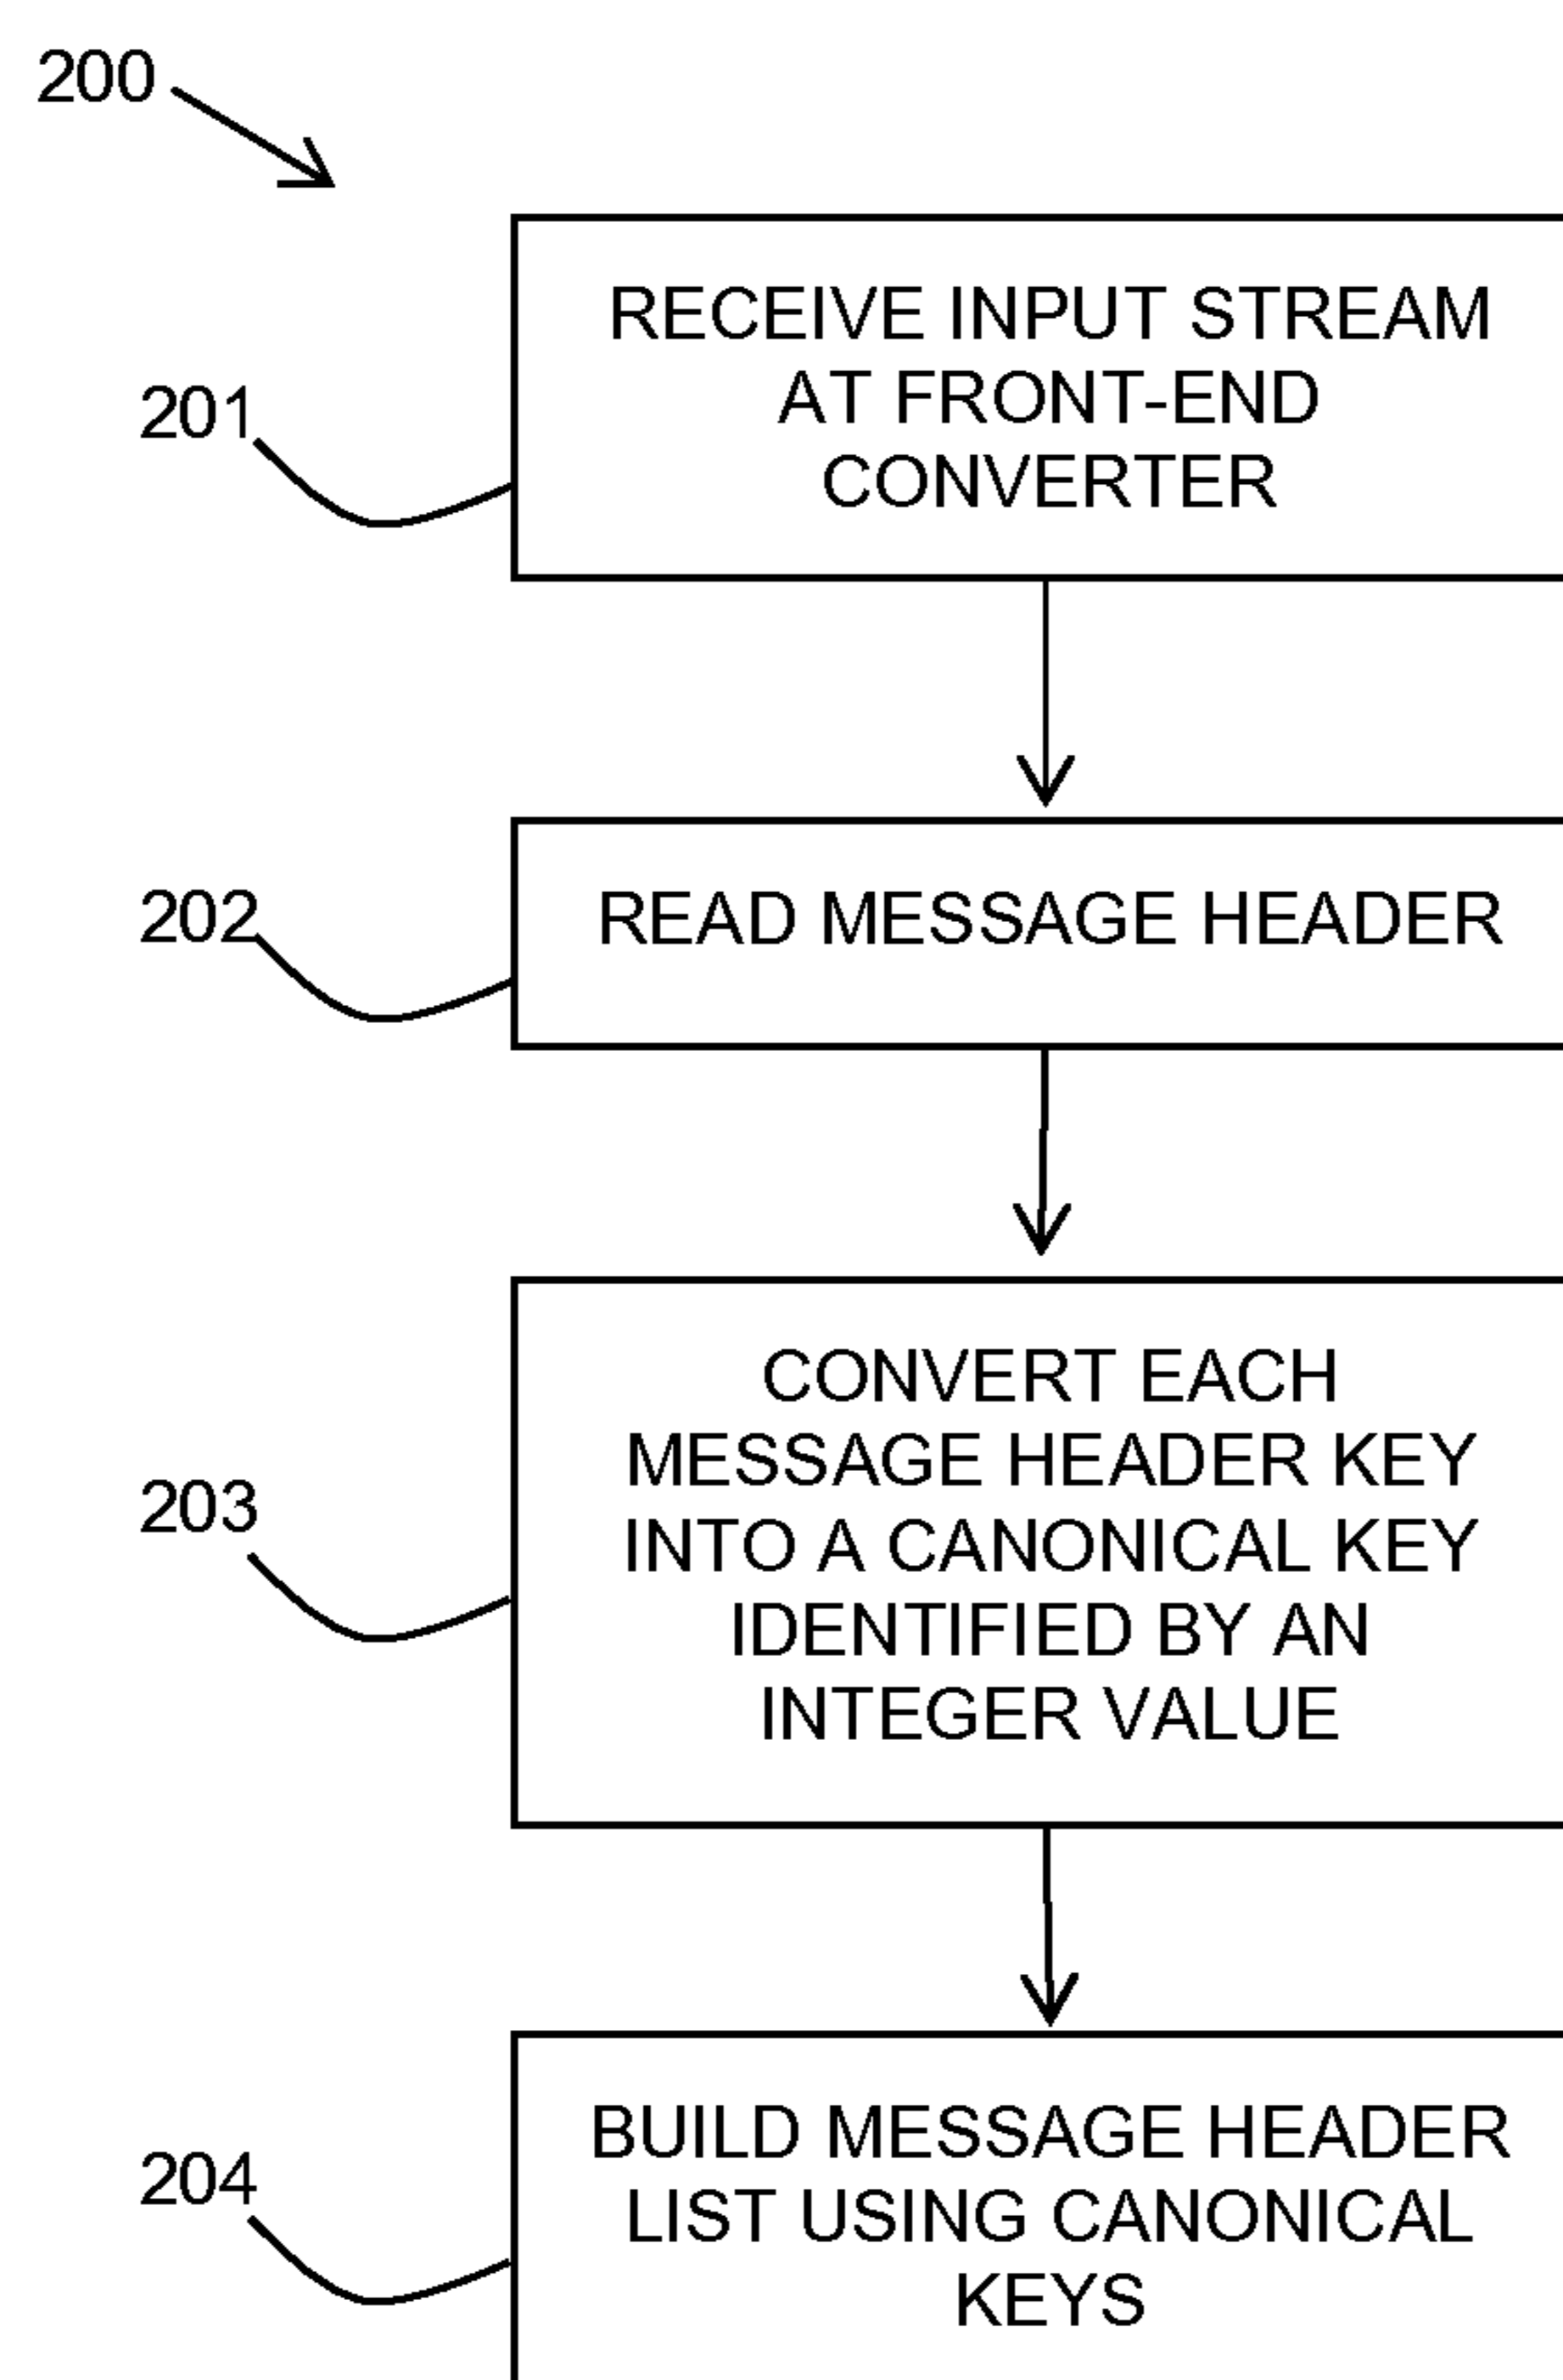 200
RECEIVE INPUT STREAM
AT FRONT-END
CONVERTER
201
READ MESSAGE HEADER
202
CONVERT EACH
MESSAGE HEADER KEY
INTO A CANONICAL KEY
IDENTIFIED BY AN
INTEGER VALUE
203
BUILD MESSAGE HEADER
LIST USING CANONICAL
KEYS
204